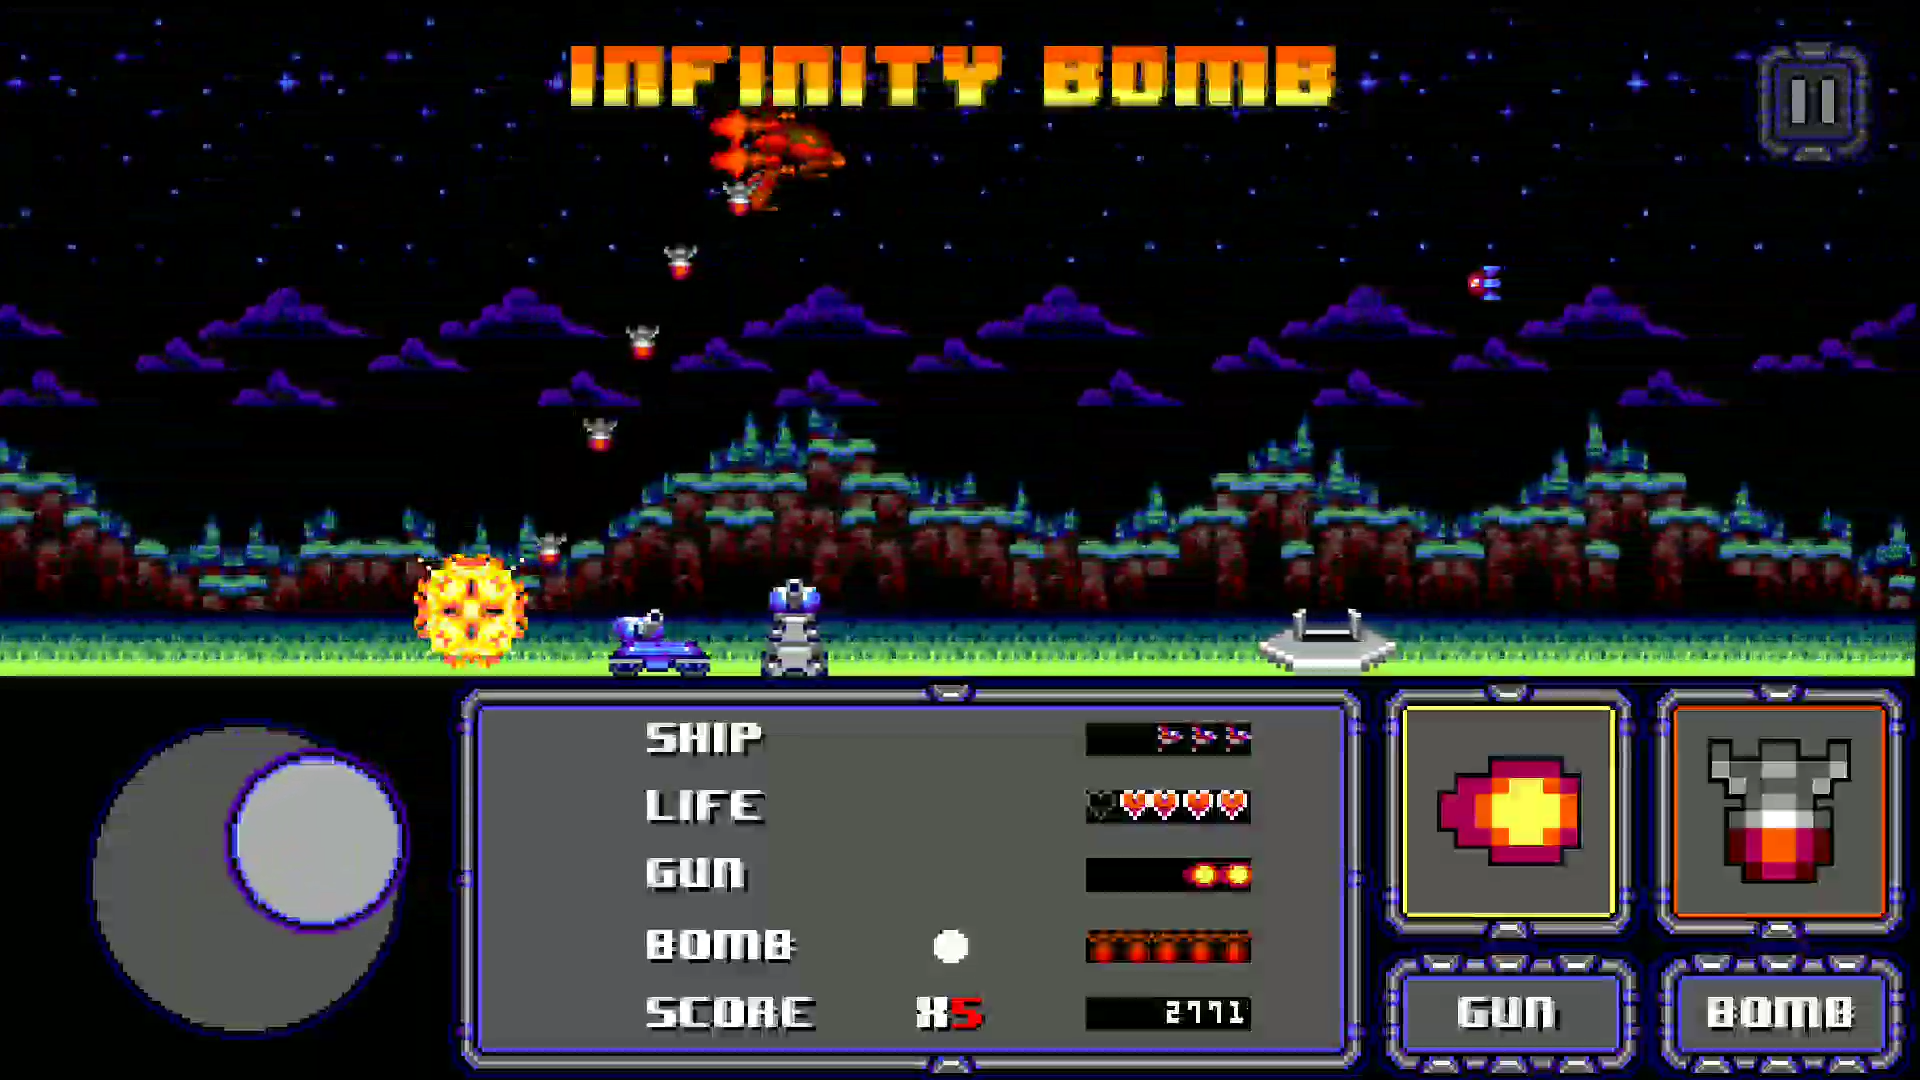 INFINITY BOMB
SHIP
LIFE
GUN
BOMB
SCORE X5 2771
GUN BOMB